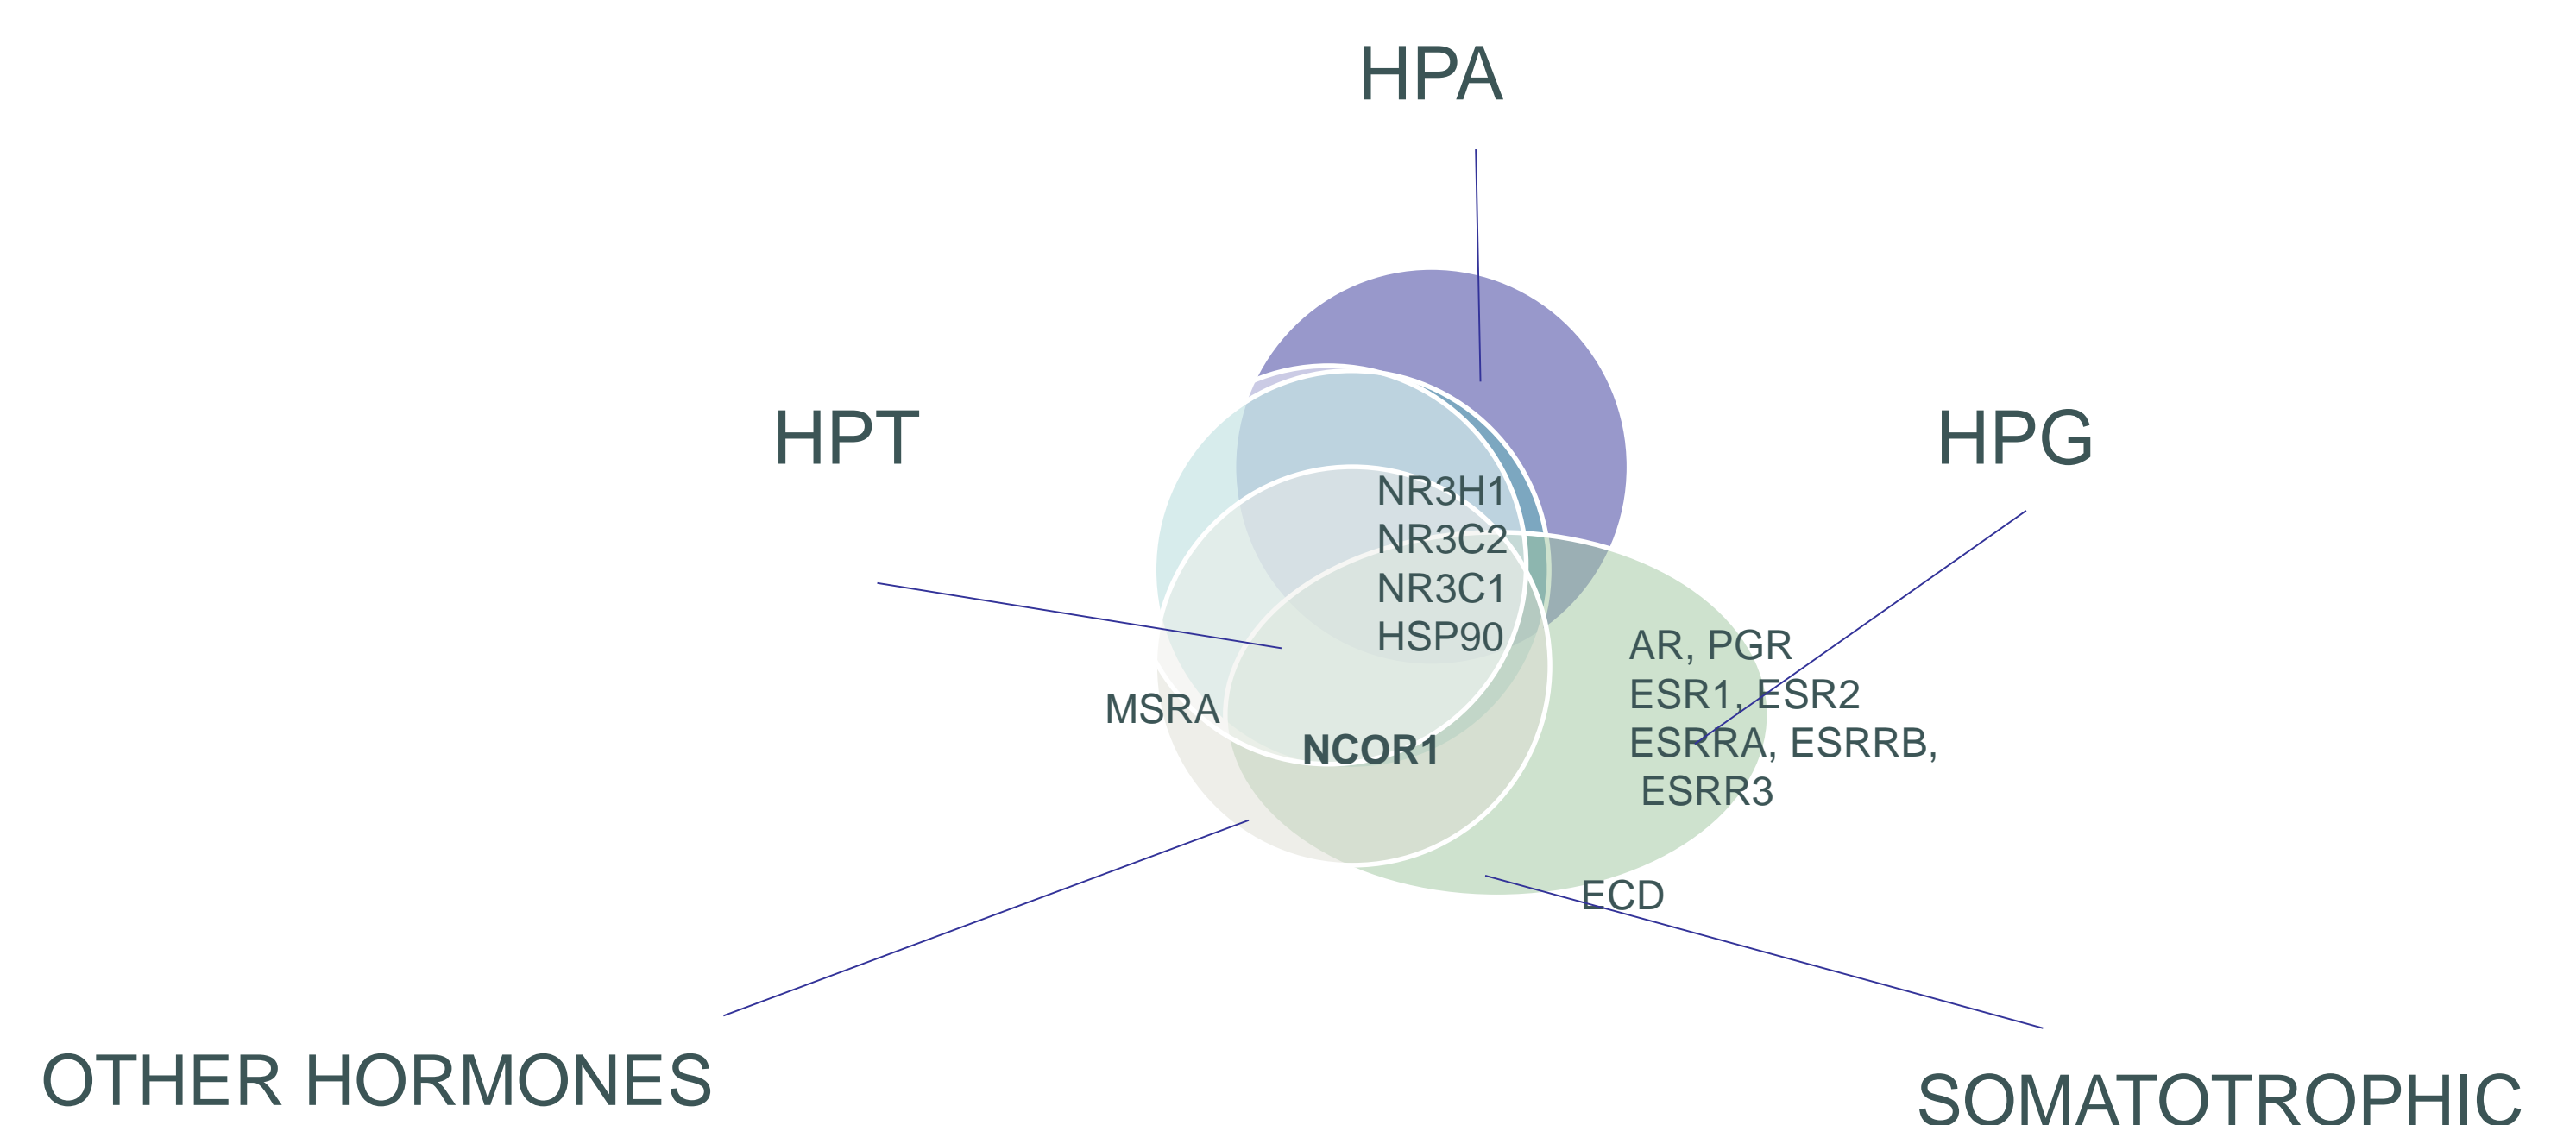 HPA
HPT
HPG
NR3H1
NR3C2
NR3C1
HSP90
AR, PGR
ESR1, ESR2
ESRRA, ESRRB,
ESRR3
MSRA
NCOR1
ECD
OTHER HORMONES
SOMATOTROPHIC